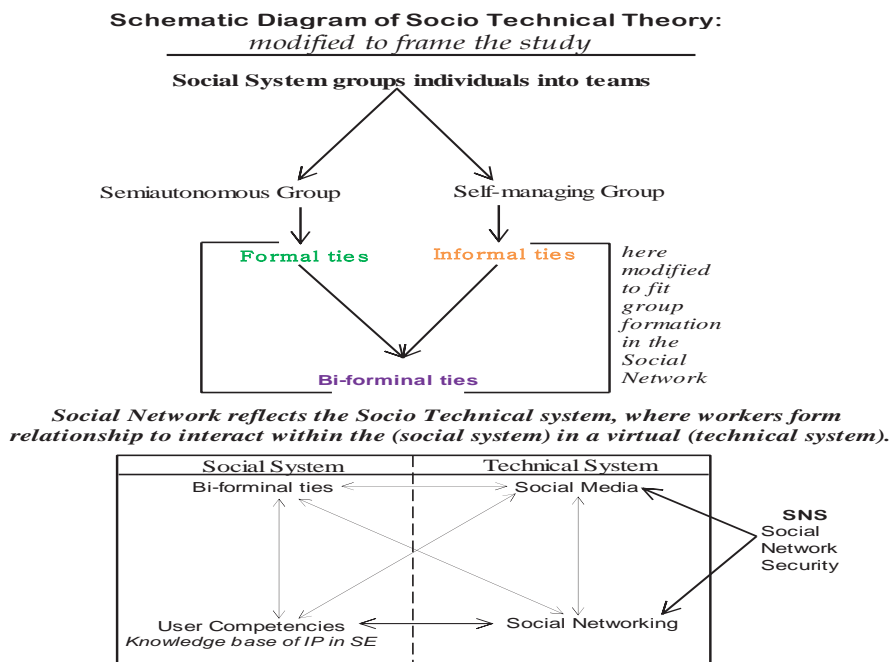 Schematic Diagram of Socio Technical Theory:
modified to frame the study
Social System groups individuals into teams
Semiautonomous Group
Self-managing Group
Formal ties
Informal ties
here
modified
to fit
group
formation
in the
Social
Network
Bi-forminal ties
Social Network reflects the Socio Technical system, where workers form
relationship to interact within the (social system) in a virtual (technical system).
Social System
Technical System
Bi-forminal ties
Social Media
SNS
Social
Network
Security
User Competencies
Social Networking
Knowledge base of IP in SE